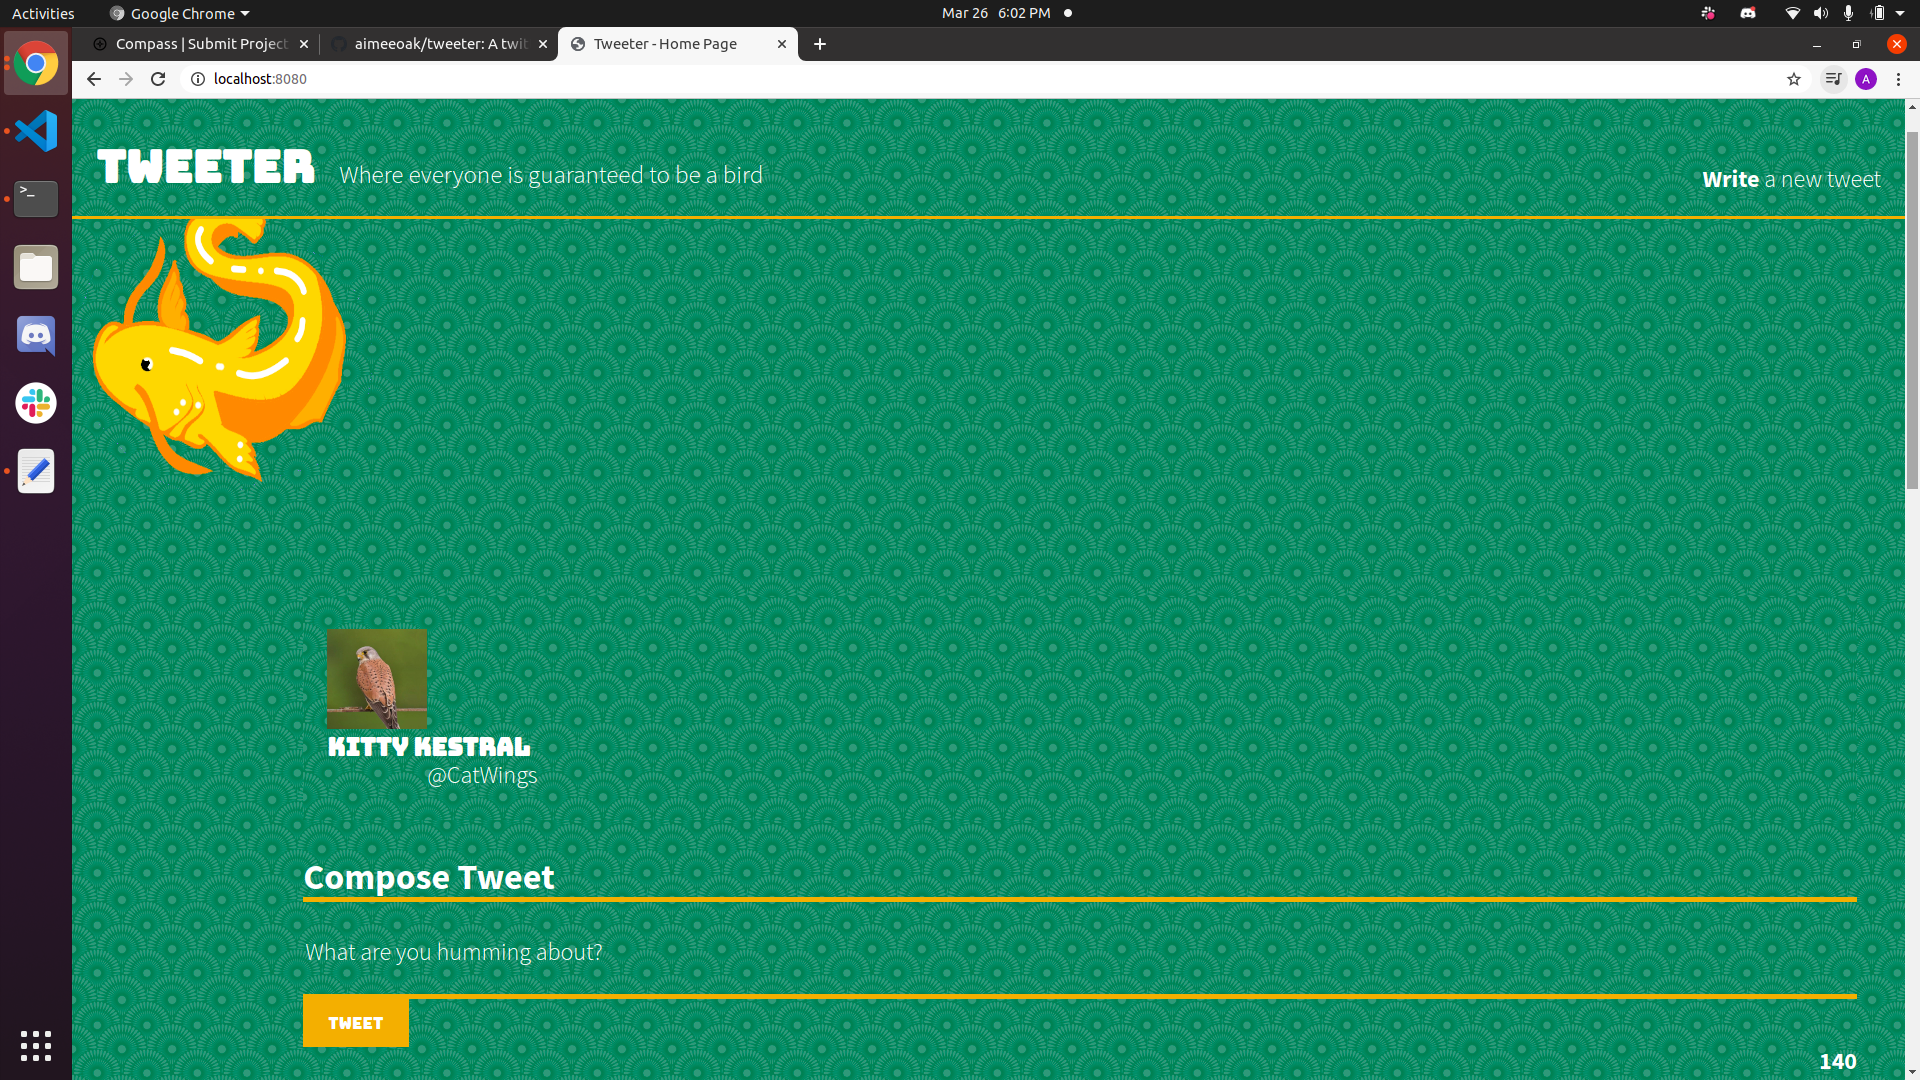 Activities
Google Chrome
Mar 26 6:02 PM
Compass | Submit Project
aimeeoak/tweeter: A twit
Tweeter - Home Page
localhost:8080
A
TWEETER
Where everyone is guaranteed to be a bird
Write a new tweet
KITTY KESTRAL
@CatWings
Compose Tweet
What are you humming about?
TWEET
140